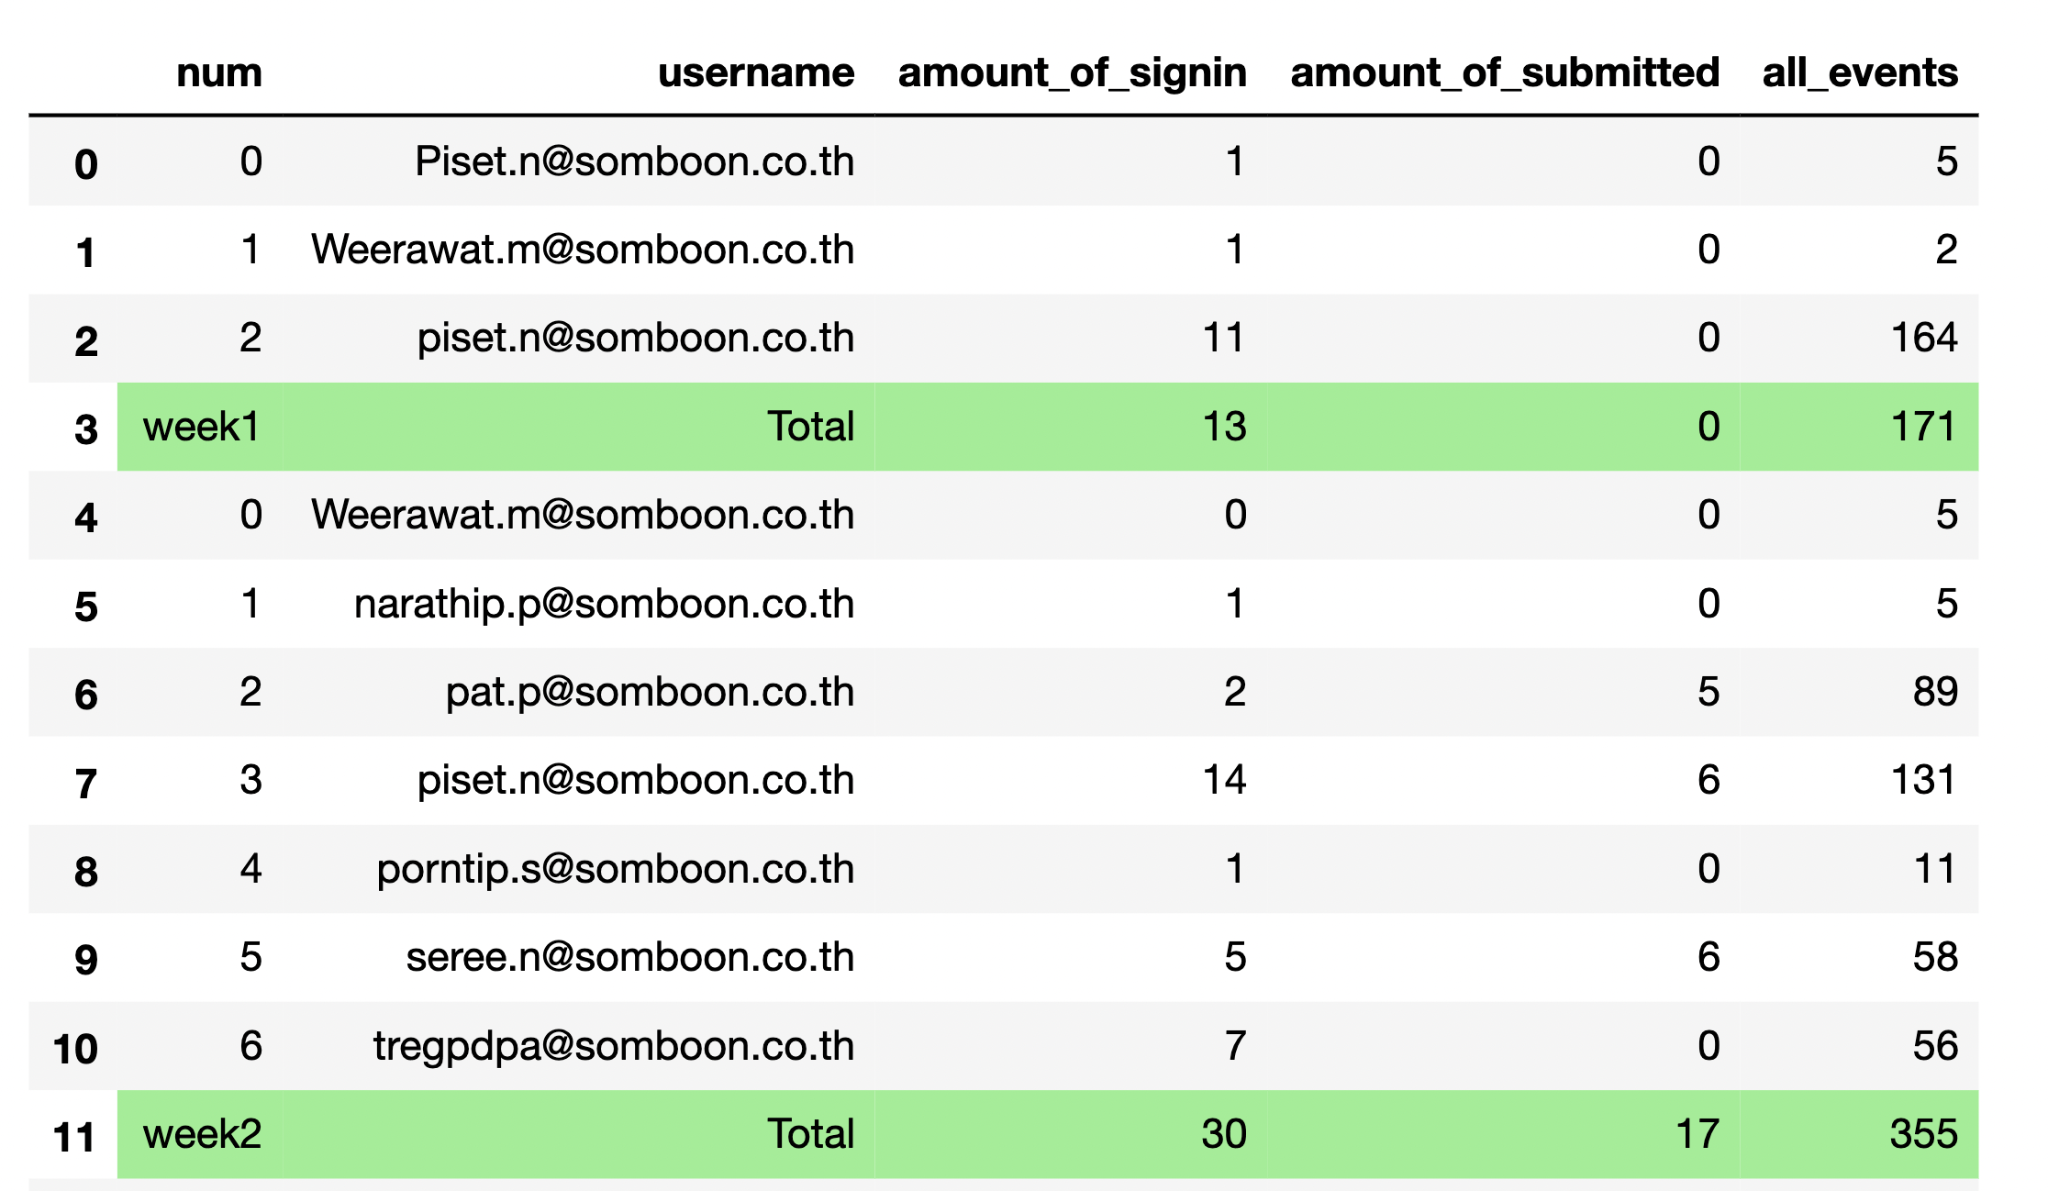 num username amount_of_signin amount_of_submitted all_events
0 0 Piset.n@somboon.co.th 1 0 5
1 1 Weerawat.m@somboon.co.th 1 0 2
2 2 piset.n@somboon.co.th 11 0 164
3 week1 Total 13 0 171
4 0 Weerawat.m@somboon.co.th 0 0 5
5 1 narathip.p@somboon.co.th 1 0 5
6 2 pat.p@somboon.co.th 2 5 89
7 3 piset.n@somboon.co.th 14 6 131
8 4 porntip.s@somboon.co.th 1 0 11
9 5 seree.n@somboon.co.th 5 6 58
10 6 tregpdpa@somboon.co.th 7 0 56
11 week2 Total 30 17 355